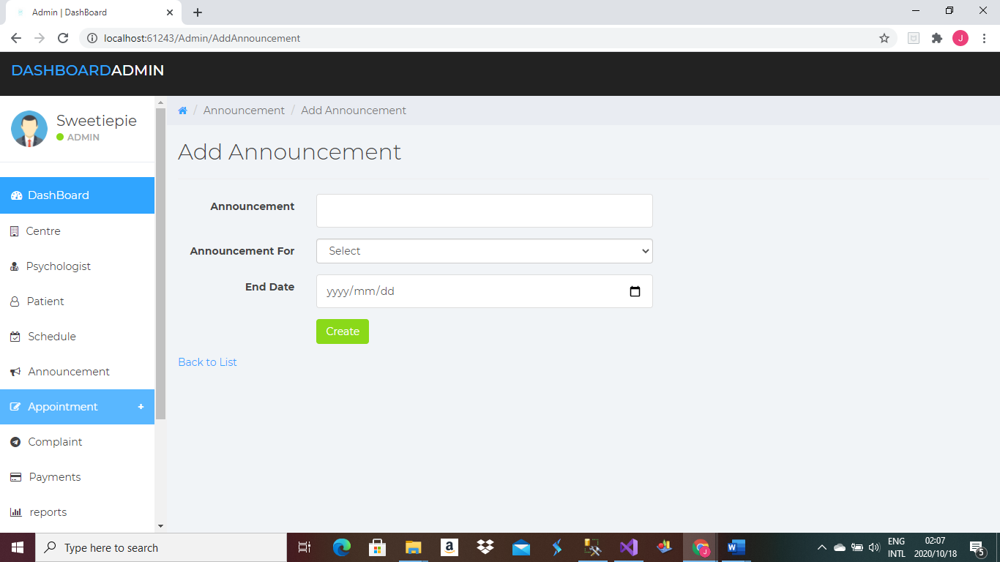 Admin | DashBoard
localhost:61243/Admin/AddAnnouncement
J
DASHBOARDADMIN
Sweetiepie
ADMIN
/ Announcement / Add Announcement
Add Announcement
DashBoard
Centre
Psychologist
Patient
Schedule
Announcement
Appointment +
Complaint
Payments
reports
Announcement
Announcement For Select
End Date yyyy/mm/dd
Create
Back to List
Type here to search
a
J
W
ENG
INTL
02:07
2020/10/18
5